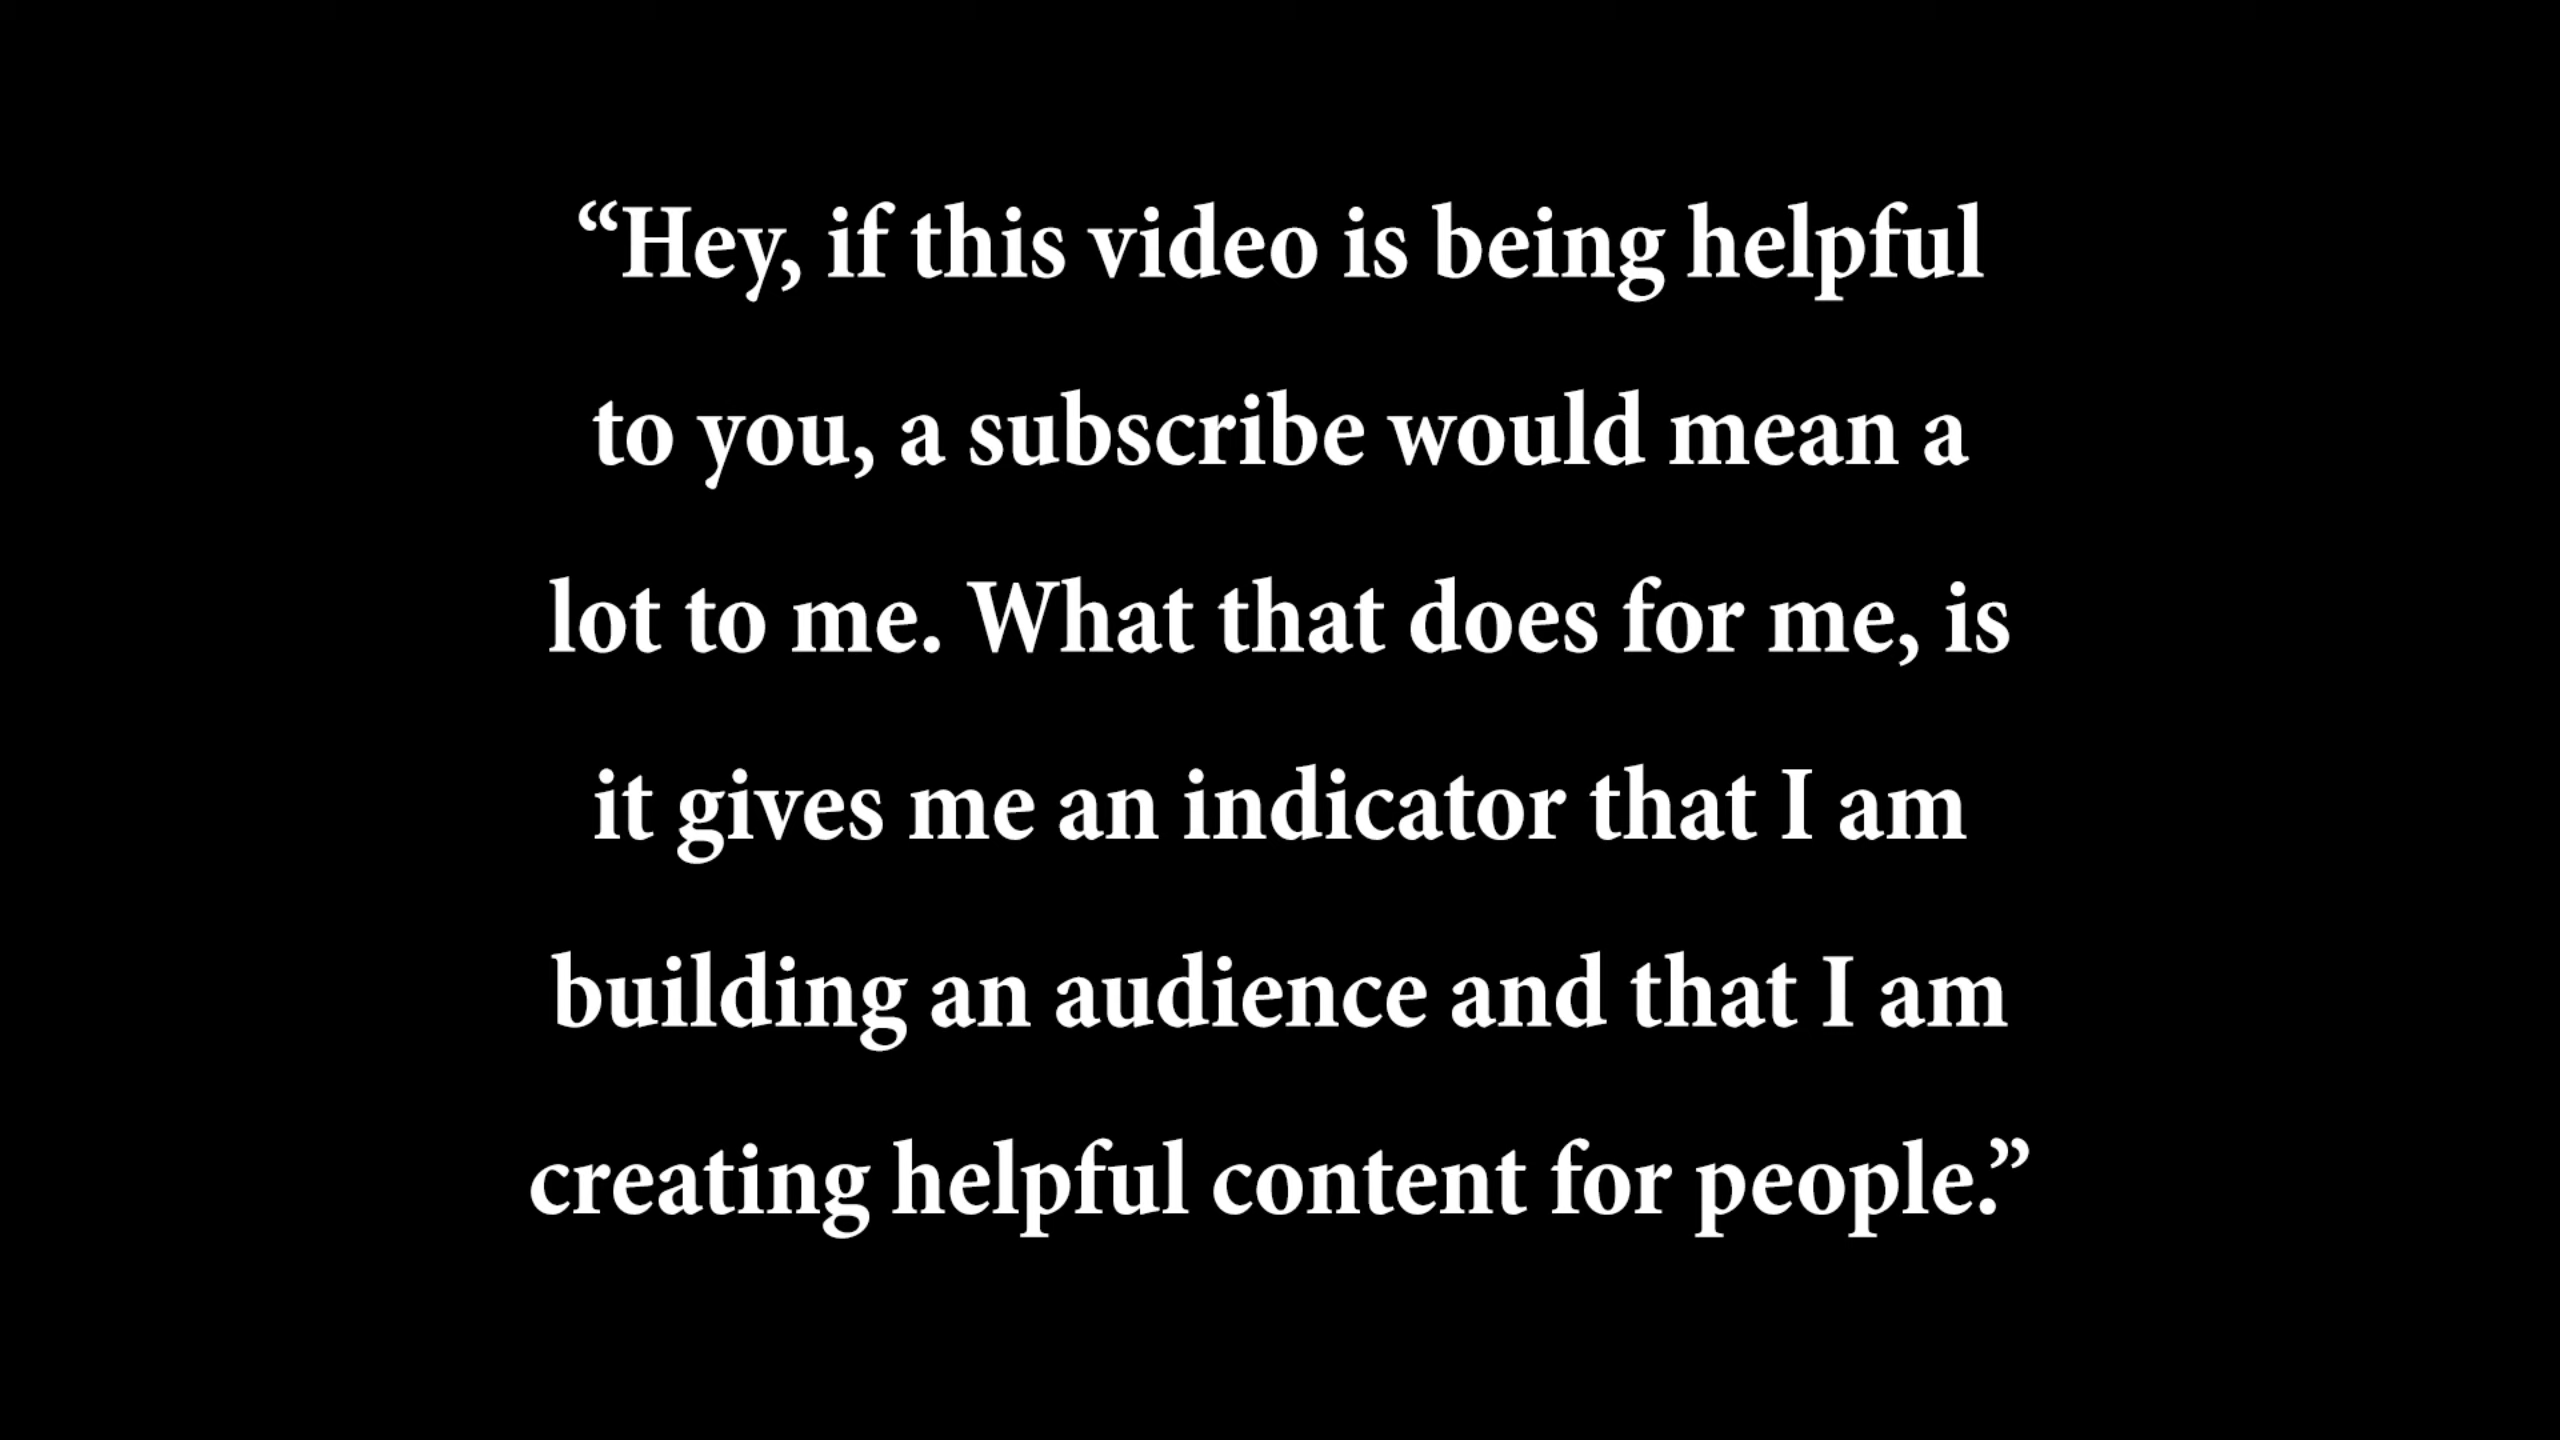 “Hey, if this video is being helpful
to you, a subscribe would mean a
lot to me. What that does for me, is
it gives me an indicator that I am
building an audience and that I am
creating helpful content for people.”